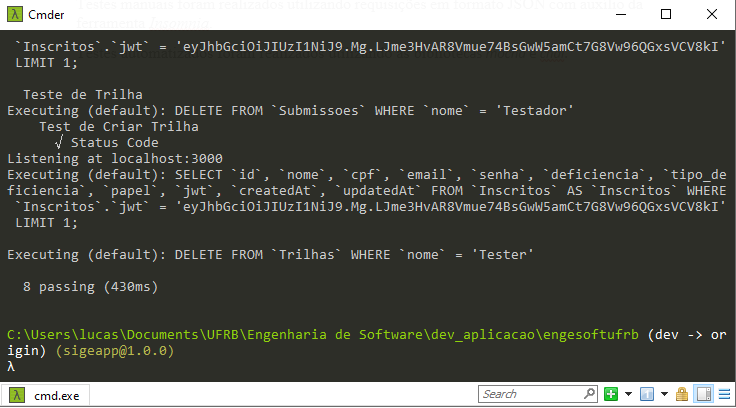 Cmder
`Inscritos`.`jwt` = 'eyJhbGciOiJIUzI1NiJ9.Mg.LJme3HvAR8Vmue74BsGwW5amCt7G8Vw96QGxsVCV8kI'
LIMIT 1;
Teste de Trilha
Executing (default): DELETE FROM `Submissoes` WHERE `nome` = 'Testador'
Test de Criar Trilha
√ Status Code
Listening at localhost:3000
Executing (default): SELECT `id`, `nome`, `cpf`, `email`, `senha`, `deficiencia`, `tipo_de
ficiencia`, `papel`, `jwt`, `createdAt`, `updatedAt` FROM `Inscritos` AS `Inscritos` WHERE
`Inscritos`.`jwt` = 'eyJhbGciOiJIUzI1NiJ9.Mg.LJme3HvAR8Vmue74BsGwW5amCt7G8Vw96QGxsVCV8kI'
LIMIT 1;
Executing (default): DELETE FROM `Trilhas` WHERE `nome` = 'Tester'
8 passing (430ms)
C:\Users\lucas\Documents\UFRB\Engenharia de Software\dev_aplicacao\engesoftufrb (dev -> or
igin) (sigeapp@1.0.0)
λ
cmd.exe
Search